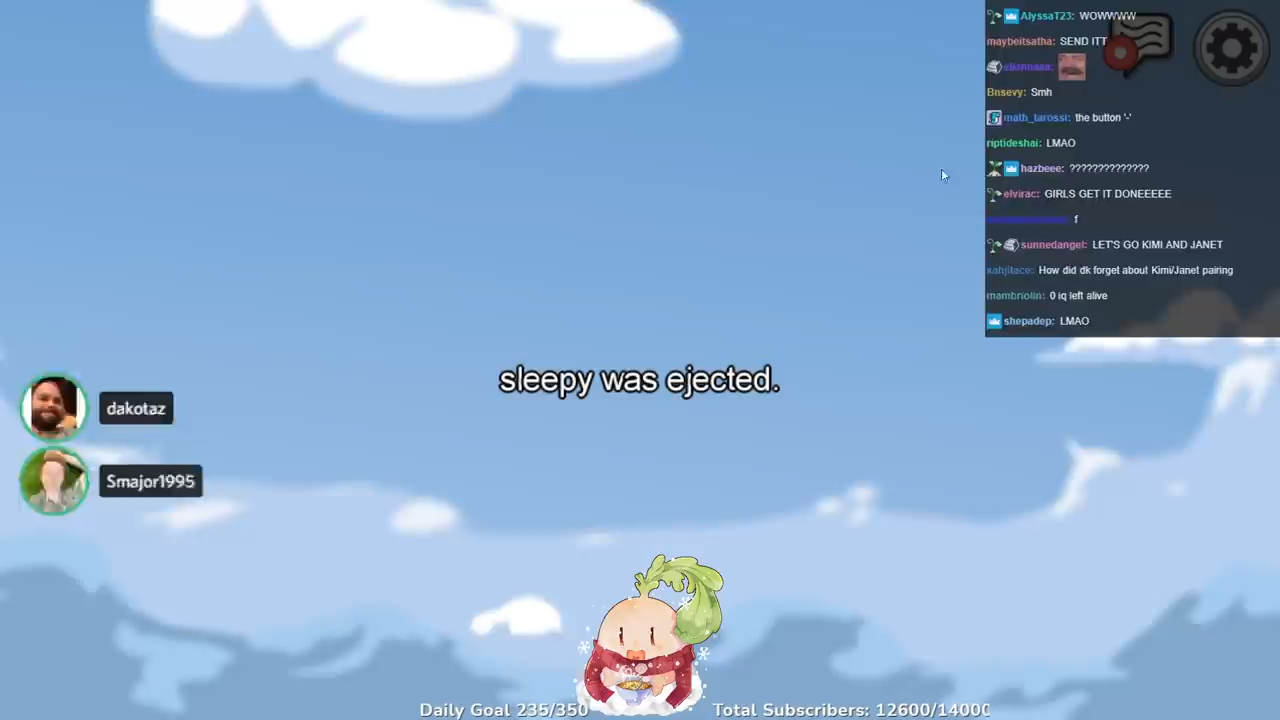 AlyssaT23: WOWWWW
maybeitsatha: SEND ITT
Bnsevy: Smh
math_tarossi: the button '-'
riptideshai: LMAO
hazbeee: ??????????????
elvirac: GIRLS GET IT DONEEEEE
f
sunnedangel: LET'S GO KIMI AND JANET
How did dk forget about Kimi/Janet pairing
mambriolin: 0 iq left alive
shepadep: LMAO
sleepy was ejected.
dakotaz
Smajor1995
Daily Goal 235/350
Total Subscribers: 12600/14000